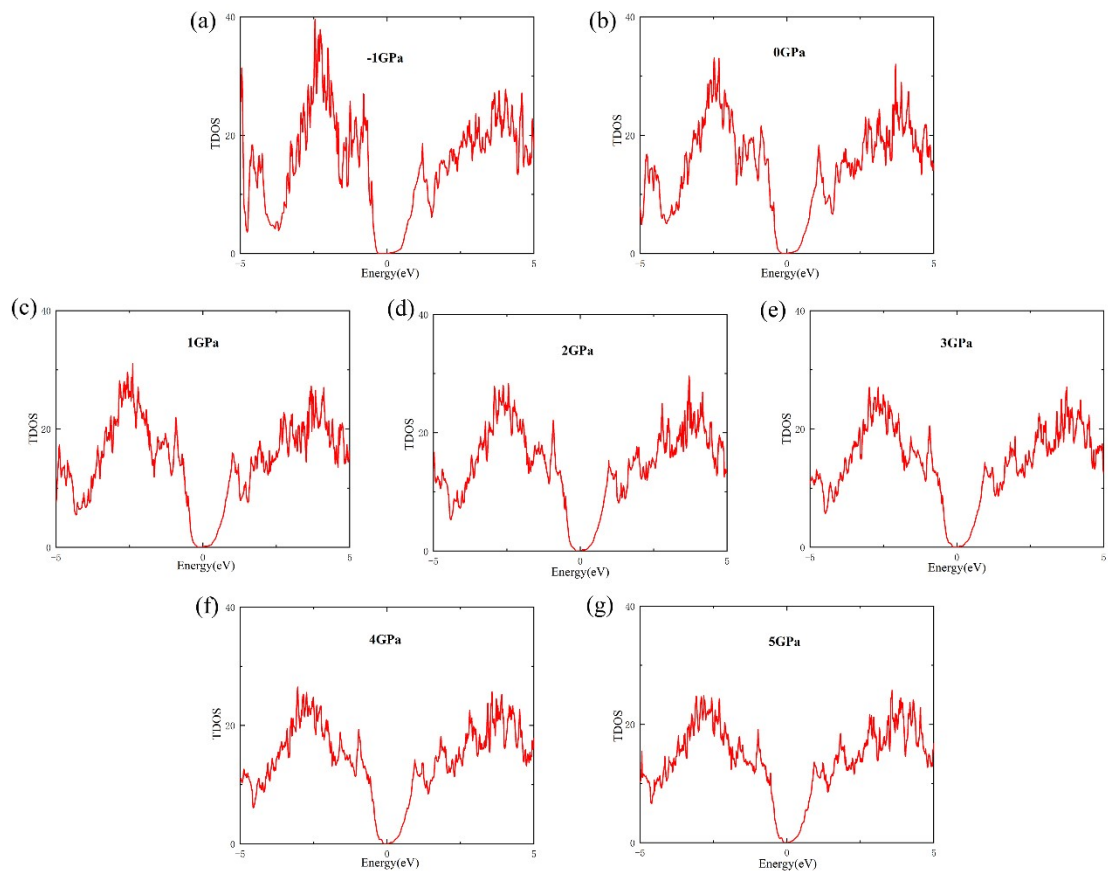 (a)
-1GPa
TDOS
40
20
0
-5
0
5
Energy(eV)
(b)
0GPa
TDOS
40
20
0
-5
0
5
Energy(eV)
(c)
1GPa
TDOS
40
20
0
-5
0
5
Energy(eV)
(d)
2GPa
TDOS
40
20
0
-5
0
5
Energy(eV)
(e)
3GPa
TDOS
40
20
0
-5
0
5
Energy(eV)
(f)
4GPa
TDOS
40
20
0
-5
0
5
Energy(eV)
(g)
5GPa
TDOS
40
20
0
-5
0
5
Energy(eV)